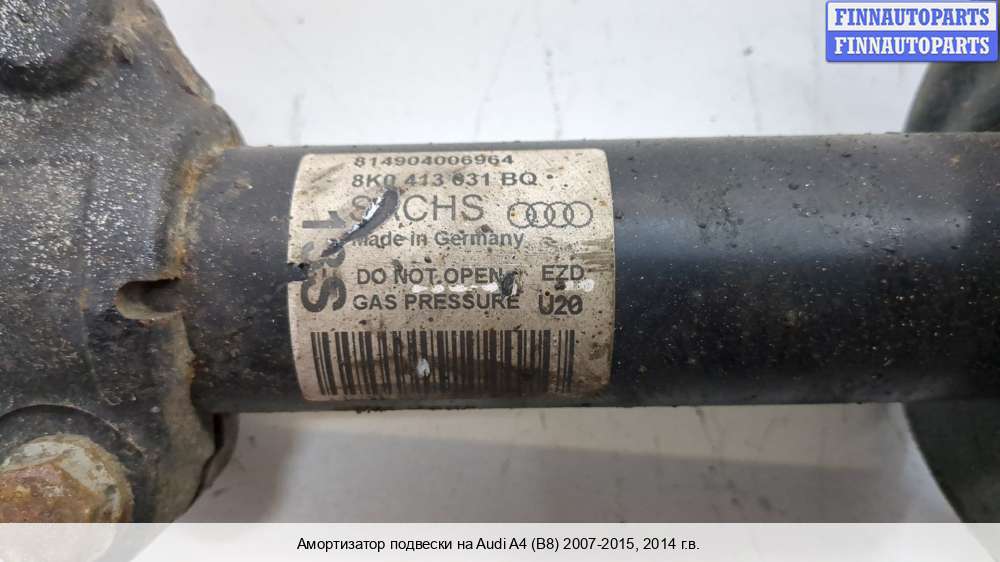 FINNAUTOPARTS
FINNAUTOPARTS
814904006964
8K0 413 031 BQ
SACHS
Made in Germany
DO NOT OPEN EZD
GAS PRESSURE U20
Амортизатор подвески на Audi A4 (B8) 2007-2015, 2014 г.в.